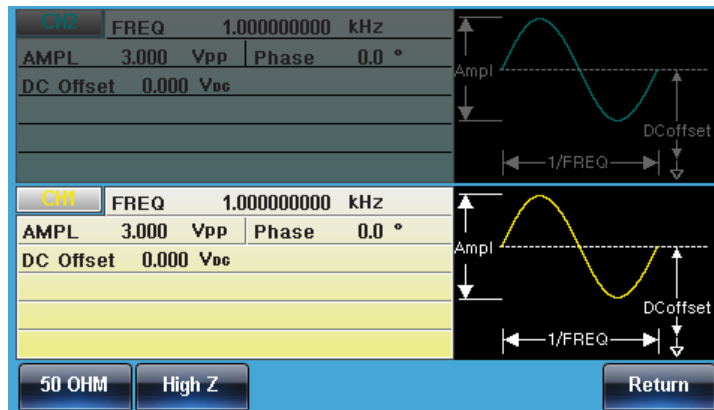 CH2 FREQ 1.000000000 kHz
AMPL 3.000 Vpp Phase 0.0 °
DC Offset 0.000 VDC
Ampl
DCoffset
1/FREQ
CH1 FREQ 1.000000000 kHz
AMPL 3.000 Vpp Phase 0.0 °
DC Offset 0.000 VDC
Ampl
DCoffset
1/FREQ
50 OHM High Z Return